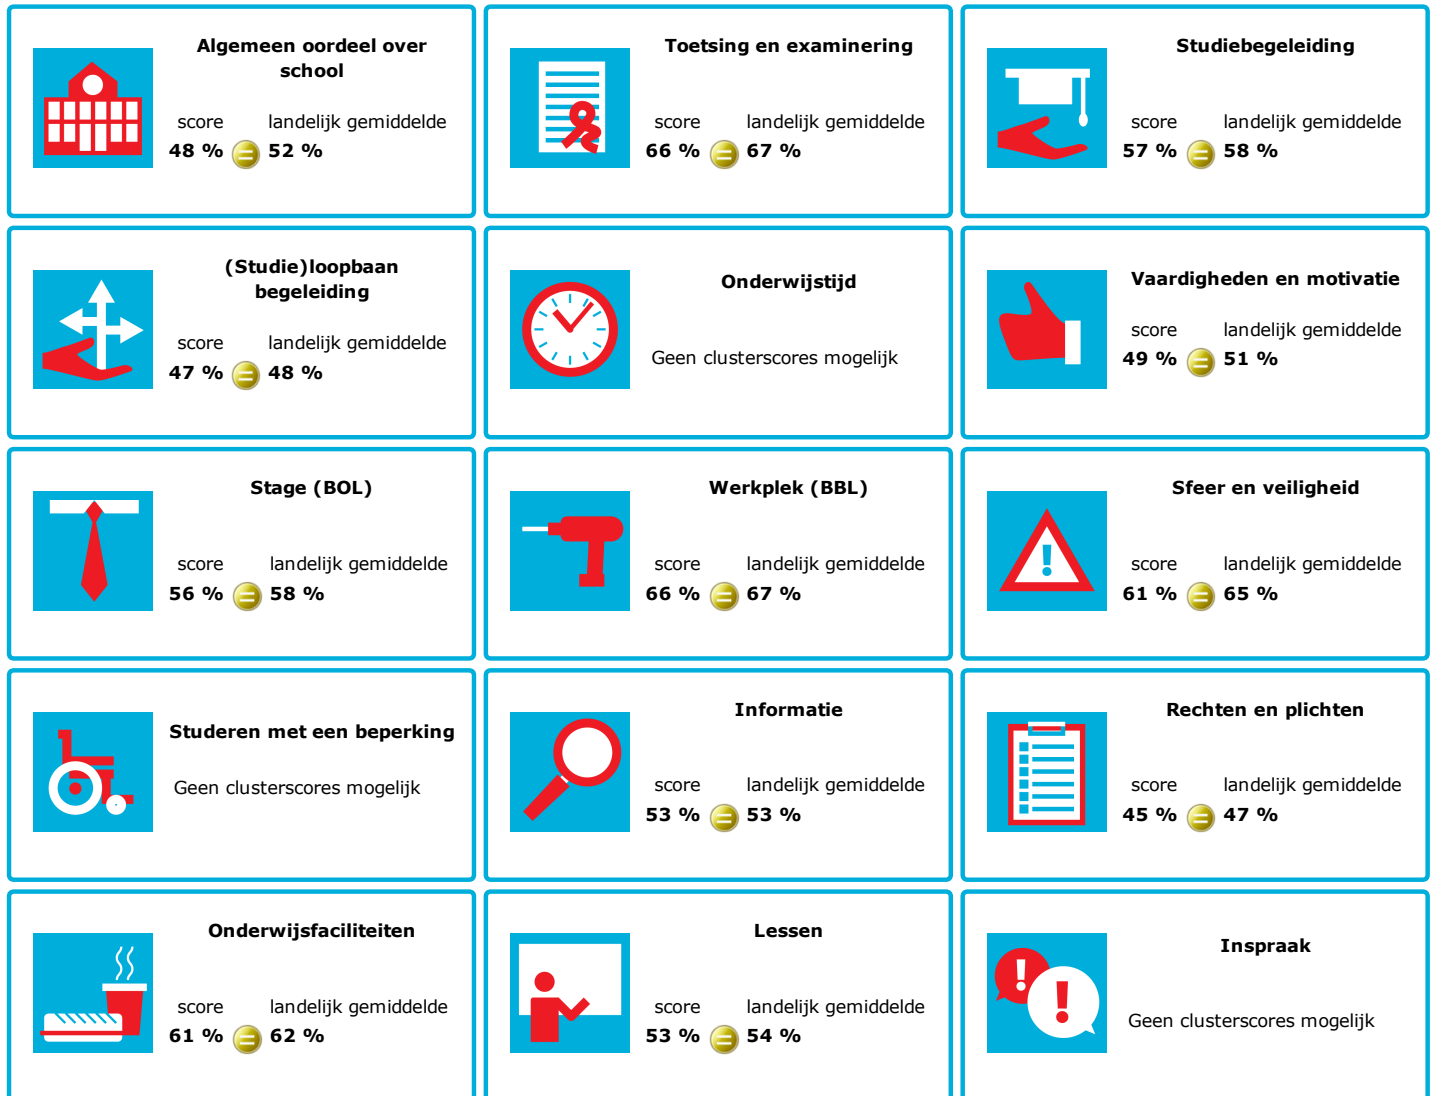 Algemeen oordeel over
school
score landelijk gemiddelde
48 % = 52 %
Toetsing en examinering
score landelijk gemiddelde
66 % = 67 %
Studiebegeleiding
score landelijk gemiddelde
57 % = 58 %
(Studie)loopbaan
begeleiding
score landelijk gemiddelde
47 % = 48 %
Onderwijstijd
Geen clusterscores mogelijk
Vaardigheden en motivatie
score landelijk gemiddelde
49 % = 51 %
Stage (BOL)
score landelijk gemiddelde
56 % = 58 %
Werkplek (BBL)
score landelijk gemiddelde
66 % = 67 %
Sfeer en veiligheid
!
score landelijk gemiddelde
61 % = 65 %
Studeren met een beperking
Geen clusterscores mogelijk
Informatie
score landelijk gemiddelde
53 % = 53 %
Rechten en plichten
score landelijk gemiddelde
45 % = 47 %
Onderwijsfaciliteiten
score landelijk gemiddelde
61 % = 62 %
Lessen
score landelijk gemiddelde
53 % = 54 %
Inspraak
! !
Geen clusterscores mogelijk